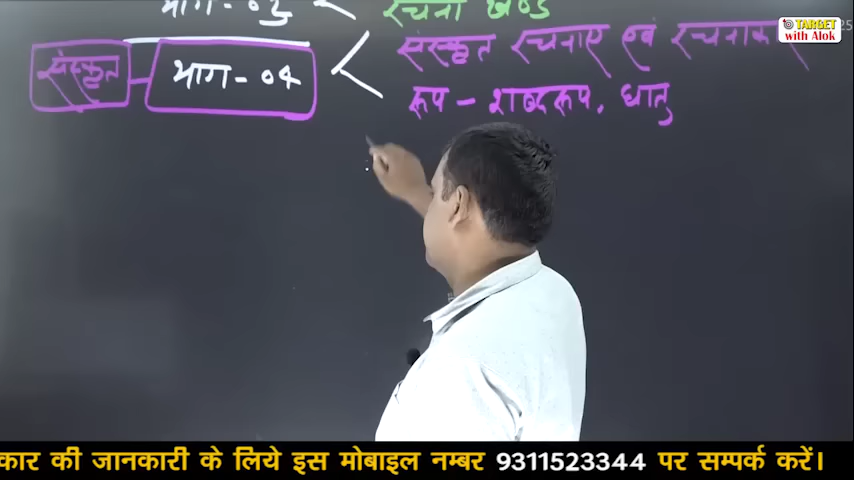 रचना खण्ड
संस्कृत रचनाए एवं
TARGET
with Alok
संस्कृत - भाग - 04
रूप - शब्दरूप, धातु
कार की जानकारी के लिये इस मोबाइल नम्बर 9311523344 पर सम्पर्क करें।